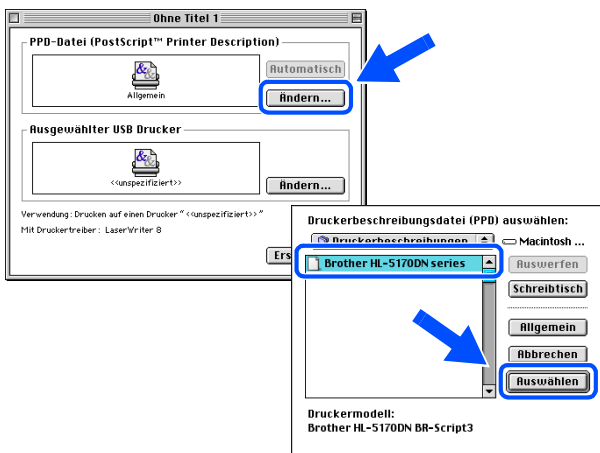 Ohne Titel 1
PPD-Datei (PostScript™ Printer Description)
Automatisch
Allgemein
Ändern...
Ausgewählter USB Drucker
<<unspezifiziert>>
Ändern...
Verwendung: Drucken auf einen Drucker "<<unspezifiziert>>"
Mit Druckertreiber: LaserWriter 8
Ers
Druckerbeschreibungsdatei (PPD) auswählen:
Druckerbeschreibungen
Macintosh ...
Brother HL-5170DN series
Auswerfen
Schreibtisch
Allgemein
Abbrechen
Auswählen
Druckermodell:
Brother HL-5170DN BR-Script3